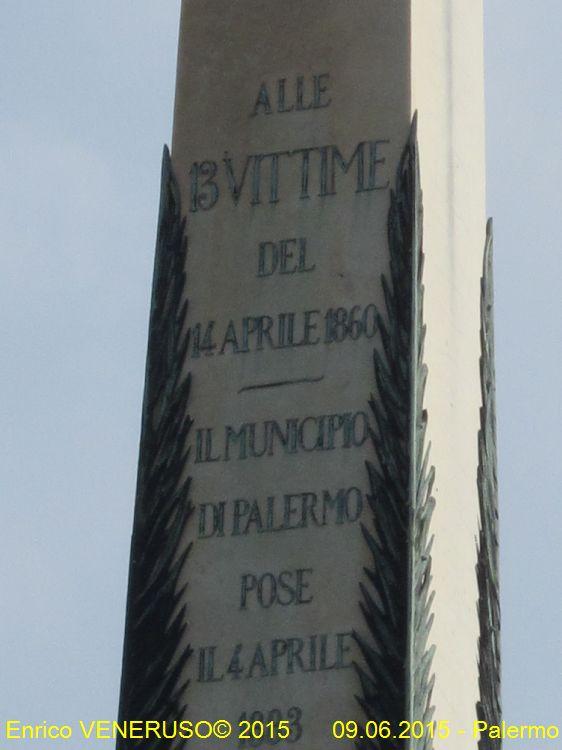 ALLE
13 VITTIME
DEL
14 APRILE 1860
IL MUNICIPIO
DI PALERMO
POSE
IL 4 APRILE
1883
Enrico VENERUSO© 2015 09.06.2015 - Palermo